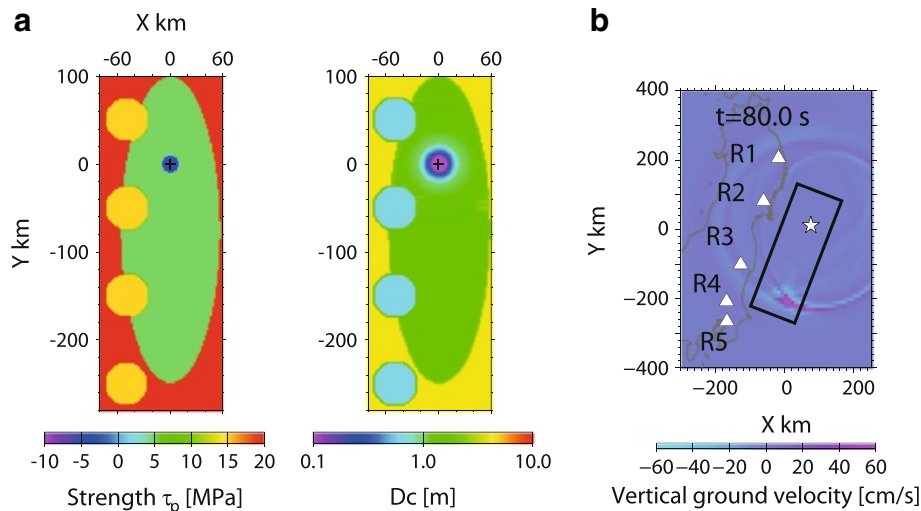 a
X km
-60 0 60
-60 0 60
100
0
-100
-200
Y km
100
0
-100
-200
-10 -5 0 5 10 15 20
Strength τp [MPa]
0.1 1.0 10.0
Dc [m]
b
400
200
0
−200
−400
Y km
t=80.0 s
R1
R2
R3
R4
R5
−200 0 200
X km
−60 −40 −20 0 20 40 60
Vertical ground velocity [cm/s]